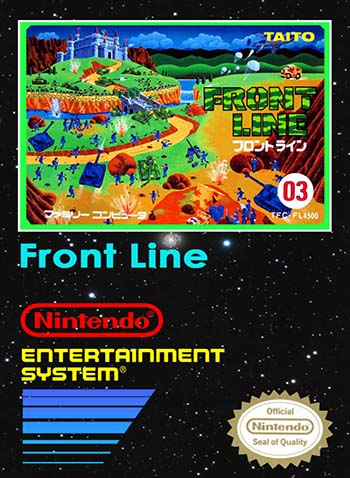 TAITO
FRONT
LINE
フロントライン
03
ファミリー コンピュータ
TFC-FL4500
Front Line
Nintendo®
ENTERTAINMENT
SYSTEM®
Official
Nintendo
Seal of Quality